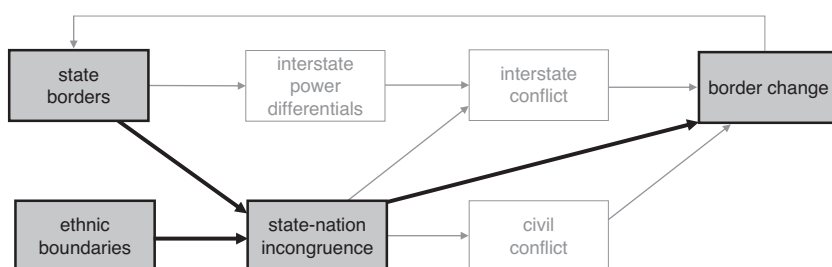 state
borders
interstate
power
differentials
interstate
conflict
border change
ethnic
boundaries
state-nation
incongruence
civil
conflict